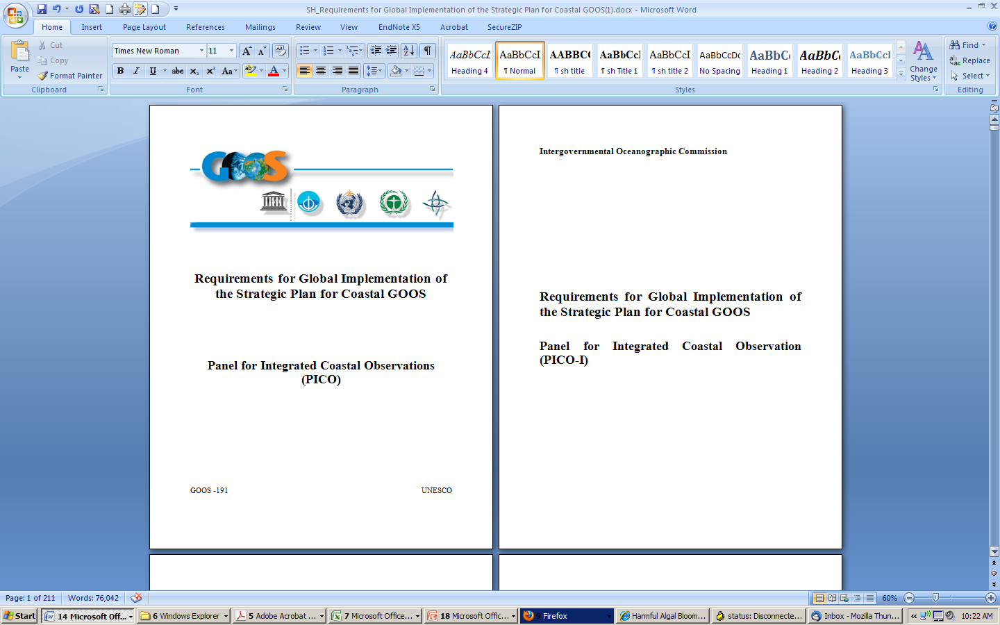 SH_Requirements for Global Implementation of the Strategic Plan for Coastal GOOS(1).docx - Microsoft Word
Home Insert Page Layout References Mailings Review View EndNote X5 Acrobat SecureZIP
Paste
Cut
Copy
Format Painter
Clipboard
Times New Roman 11
Font
Paragraph
AaBbCcI AaBbCcI AABBC AaBbCcI AaBbCcI AaBbCcDc AaBbC AaBbC AaBbCcI
Heading 4 ¶ Normal ¶ sh title ¶ sh Title 1 ¶ sh title 2 No Spacing Heading 1 Heading 2 Heading 3
Change Styles
Styles
Find
Replace
Select
Editing
GOOS
Requirements for Global Implementation of
the Strategic Plan for Coastal GOOS
Panel for Integrated Coastal Observations
(PICO)
GOOS -191 UNESCO
Intergovernmental Oceanographic Commission
Requirements for Global Implementation of
the Strategic Plan for Coastal GOOS
Panel for Integrated Coastal Observation
(PICO-I)
Page: 1 of 211 Words: 76,042 60%
Start 14 Microsoft Off... 6 Windows Explorer 5 Adobe Acrobat ... 7 Microsoft Office... 18 Microsoft Offic... 9 Firefox Harmful Algal Bloom... status: Disconnecte... Inbox - Mozilla Thun... 10:22 AM